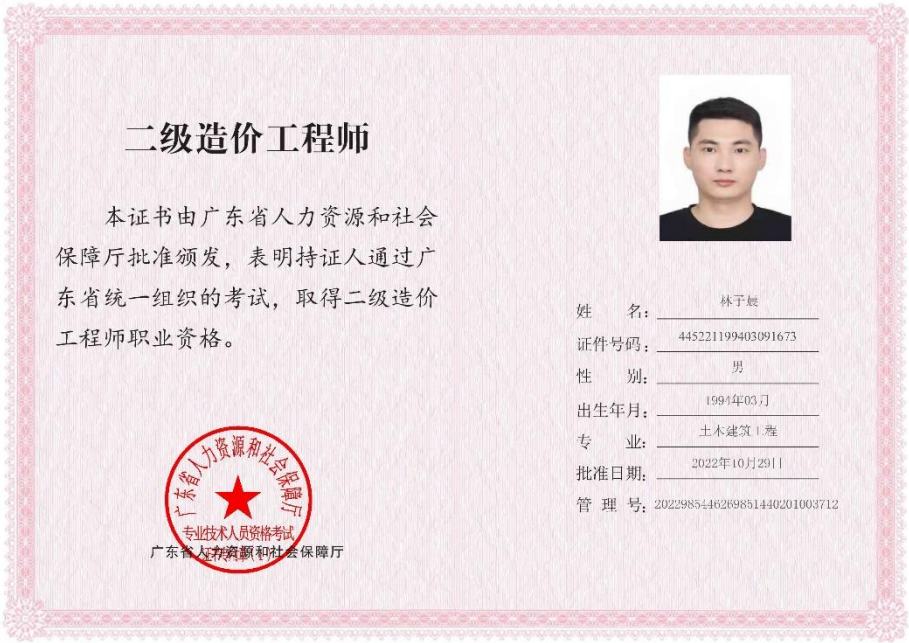 二级造价工程师
本证书由广东省人力资源和社会
保障厅批准颁发，表明持证人通过广
东省统一组织的考试，取得二级造价
工程师职业资格。
广东省人力资源和社会保障厅
专业技术人员资格考试
广东省人力资源和社会保障厅
姓 名：林子晨
证件号码：445221199403091673
性 别：男
出生年月：1994年03月
专 业：土木建筑工程
批准日期：2022年10月29日
管 理 号：20229854462698514402010037​12